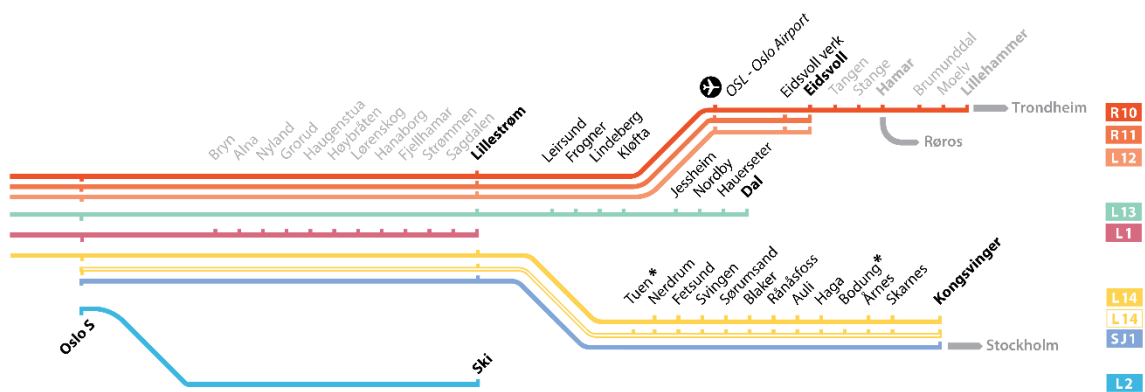 OSL - Oslo Airport
Eidsvoll verk
Eidsvoll
Tangen
Stange
Hamar
Brumunddal
Moelv
Lillehammer
Trondheim
Røros
Bryn
Alna
Nyland
Grorud
Haugenstua
Høybråten
Lørenskog
Hanaborg
Fjellhamar
Strømmen
Sagdalen
Lillestrøm
Leirsund
Frogner
Lindeberg
Kløfta
Jessheim
Nordby
Hauerseter
Dal
R10
R11
L12
L13
L1
Tuen*
Nerdrum
Fetsund
Svingen
Sørumsand
Blaker
Rånåsfoss
Auli
Haga
Bodung*
Årnes
Skarnes
Kongsvinger
Stockholm
L14
L14
SJ1
L2
Oslo S
Ski